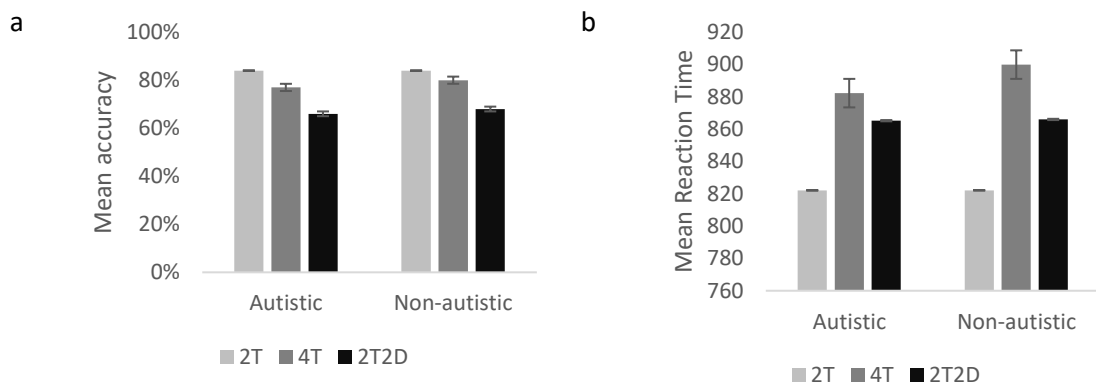 a
Mean accuracy
100%
80%
60%
40%
20%
0%
Autistic
Non-autistic
2T 4T 2T2D
b
Mean Reaction Time
920
900
880
860
840
820
800
780
760
Autistic
Non-autistic
2T 4T 2T2D